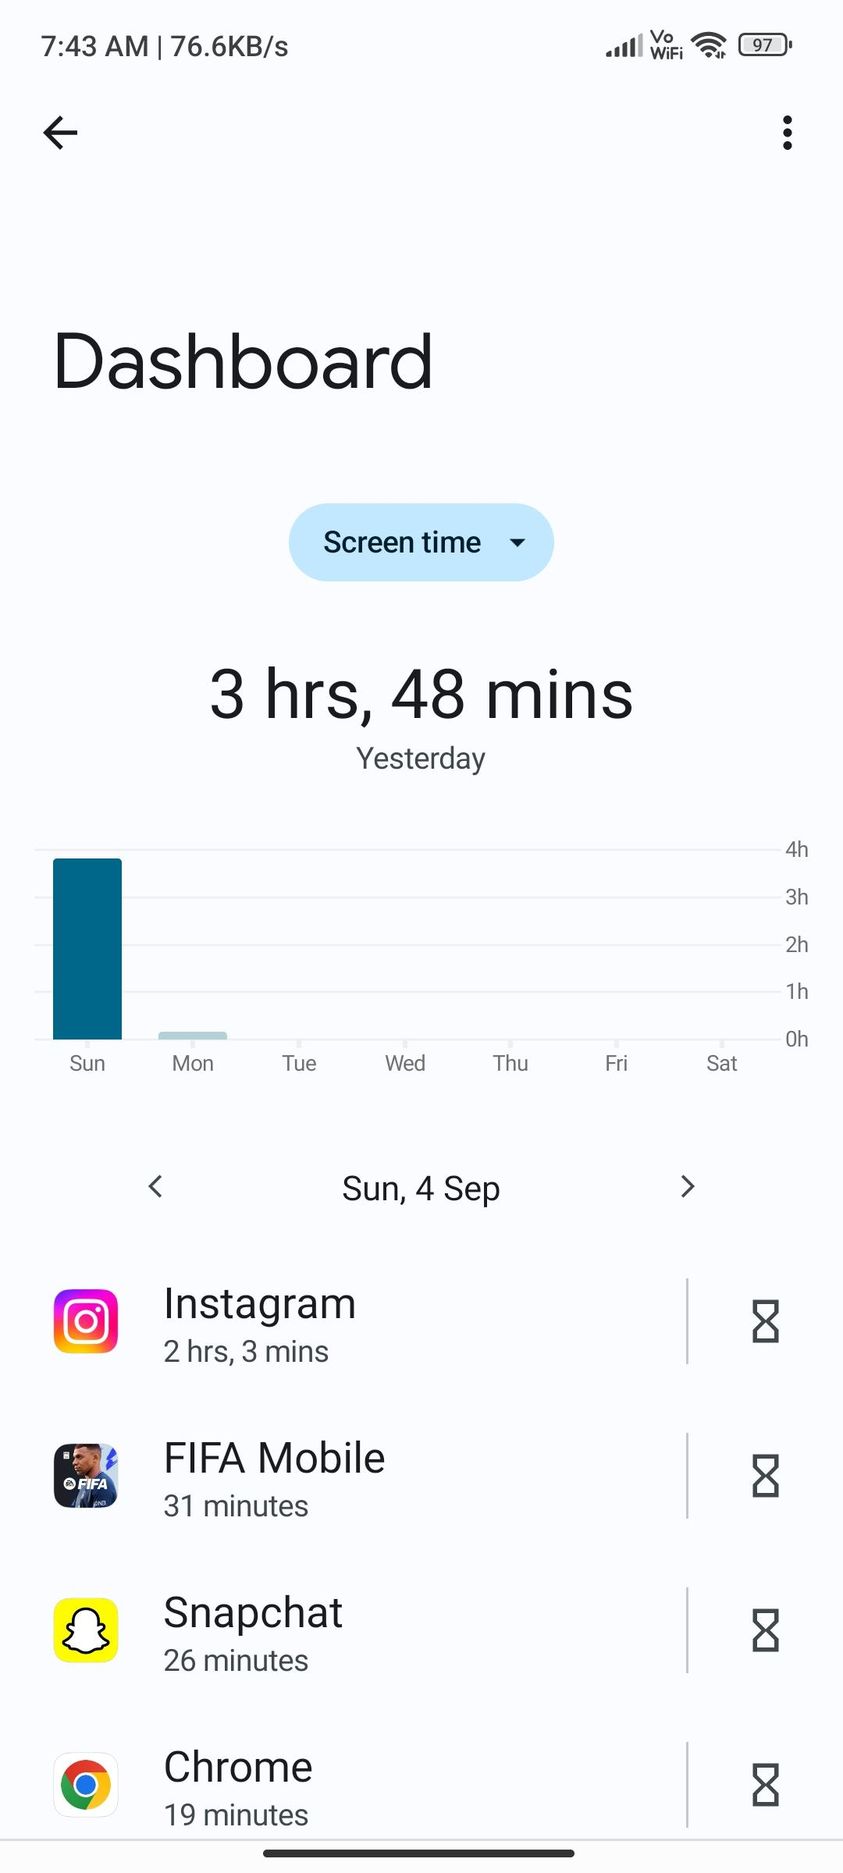 7:43 AM | 76.6KB/s
Vo
WiFi
97
Dashboard
Screen time
3 hrs, 48 mins
Yesterday
4h
3h
2h
1h
0h
Sun Mon Tue Wed Thu Fri Sat
Sun, 4 Sep
Instagram
2 hrs, 3 mins
FIFA
FIFA Mobile
31 minutes
Snapchat
26 minutes
Chrome
19 minutes